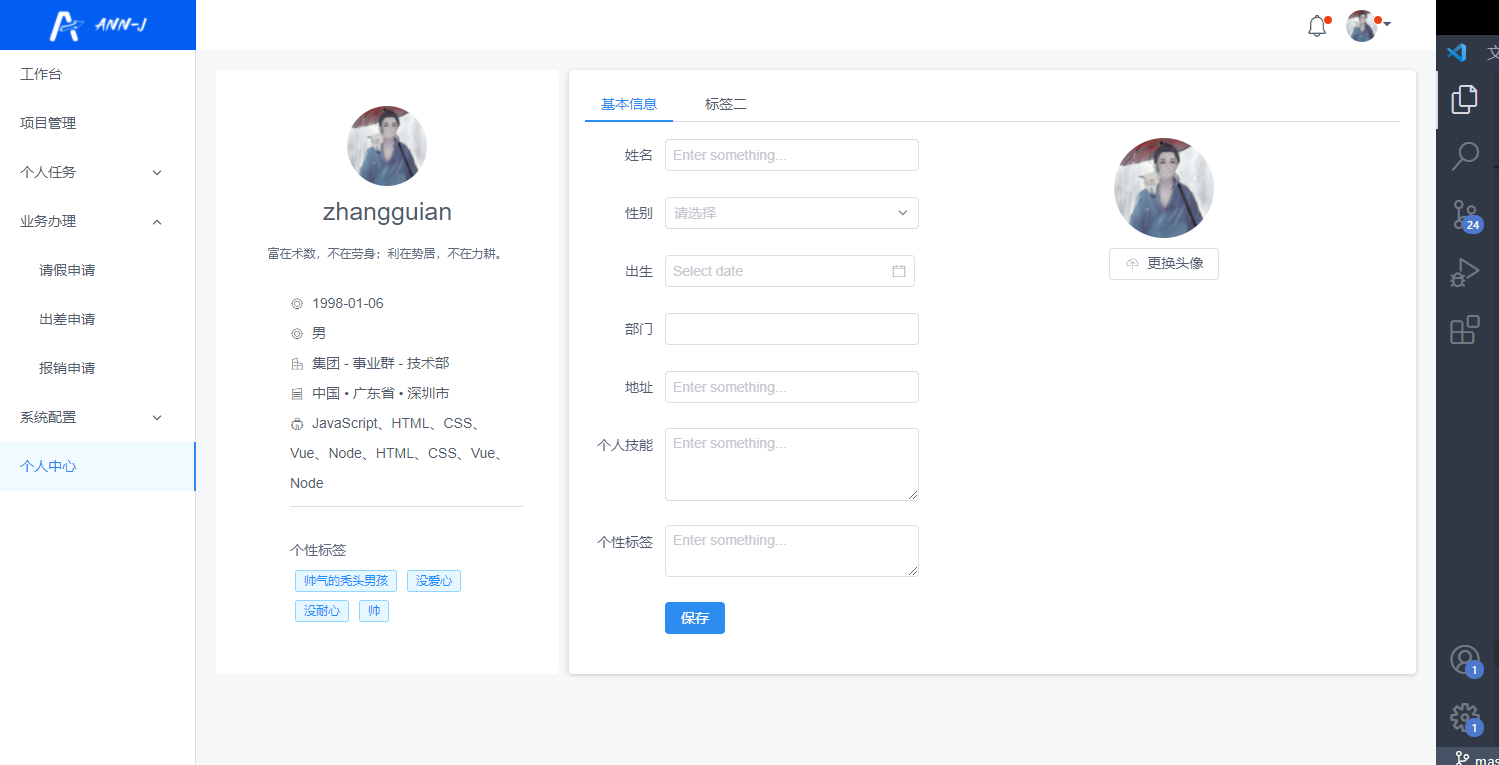 ANN-J
工作台
项目管理
个人任务
业务办理
请假申请
出差申请
报销申请
系统配置
个人中心
zhangguian
富在术数，不在劳身；利在势居，不在力耕。
1998-01-06
男
集团 - 事业群 - 技术部
中国 • 广东省 • 深圳市
JavaScript、HTML、CSS、
Vue、Node、HTML、CSS、Vue、
Node
个性标签
帅气的秃头男孩 没爱心
没耐心 帅
基本信息 标签二
姓名 Enter something...
性别 请选择
出生 Select date
部门
地址 Enter something...
个人技能 Enter something...
个性标签 Enter something...
保存
更换头像
文
24
1
1
mas